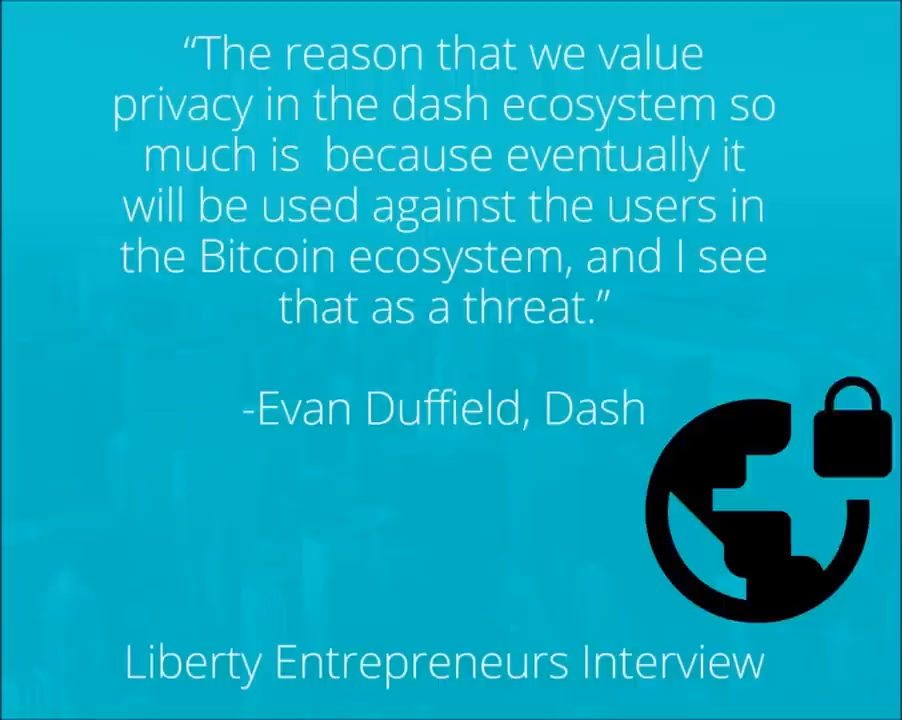 “The reason that we value
privacy in the dash ecosystem so
much is  because eventually it
will be used against the users in
the Bitcoin ecosystem, and I see
that as a threat.”
-Evan Duffield, Dash
Liberty Entrepreneurs Interview